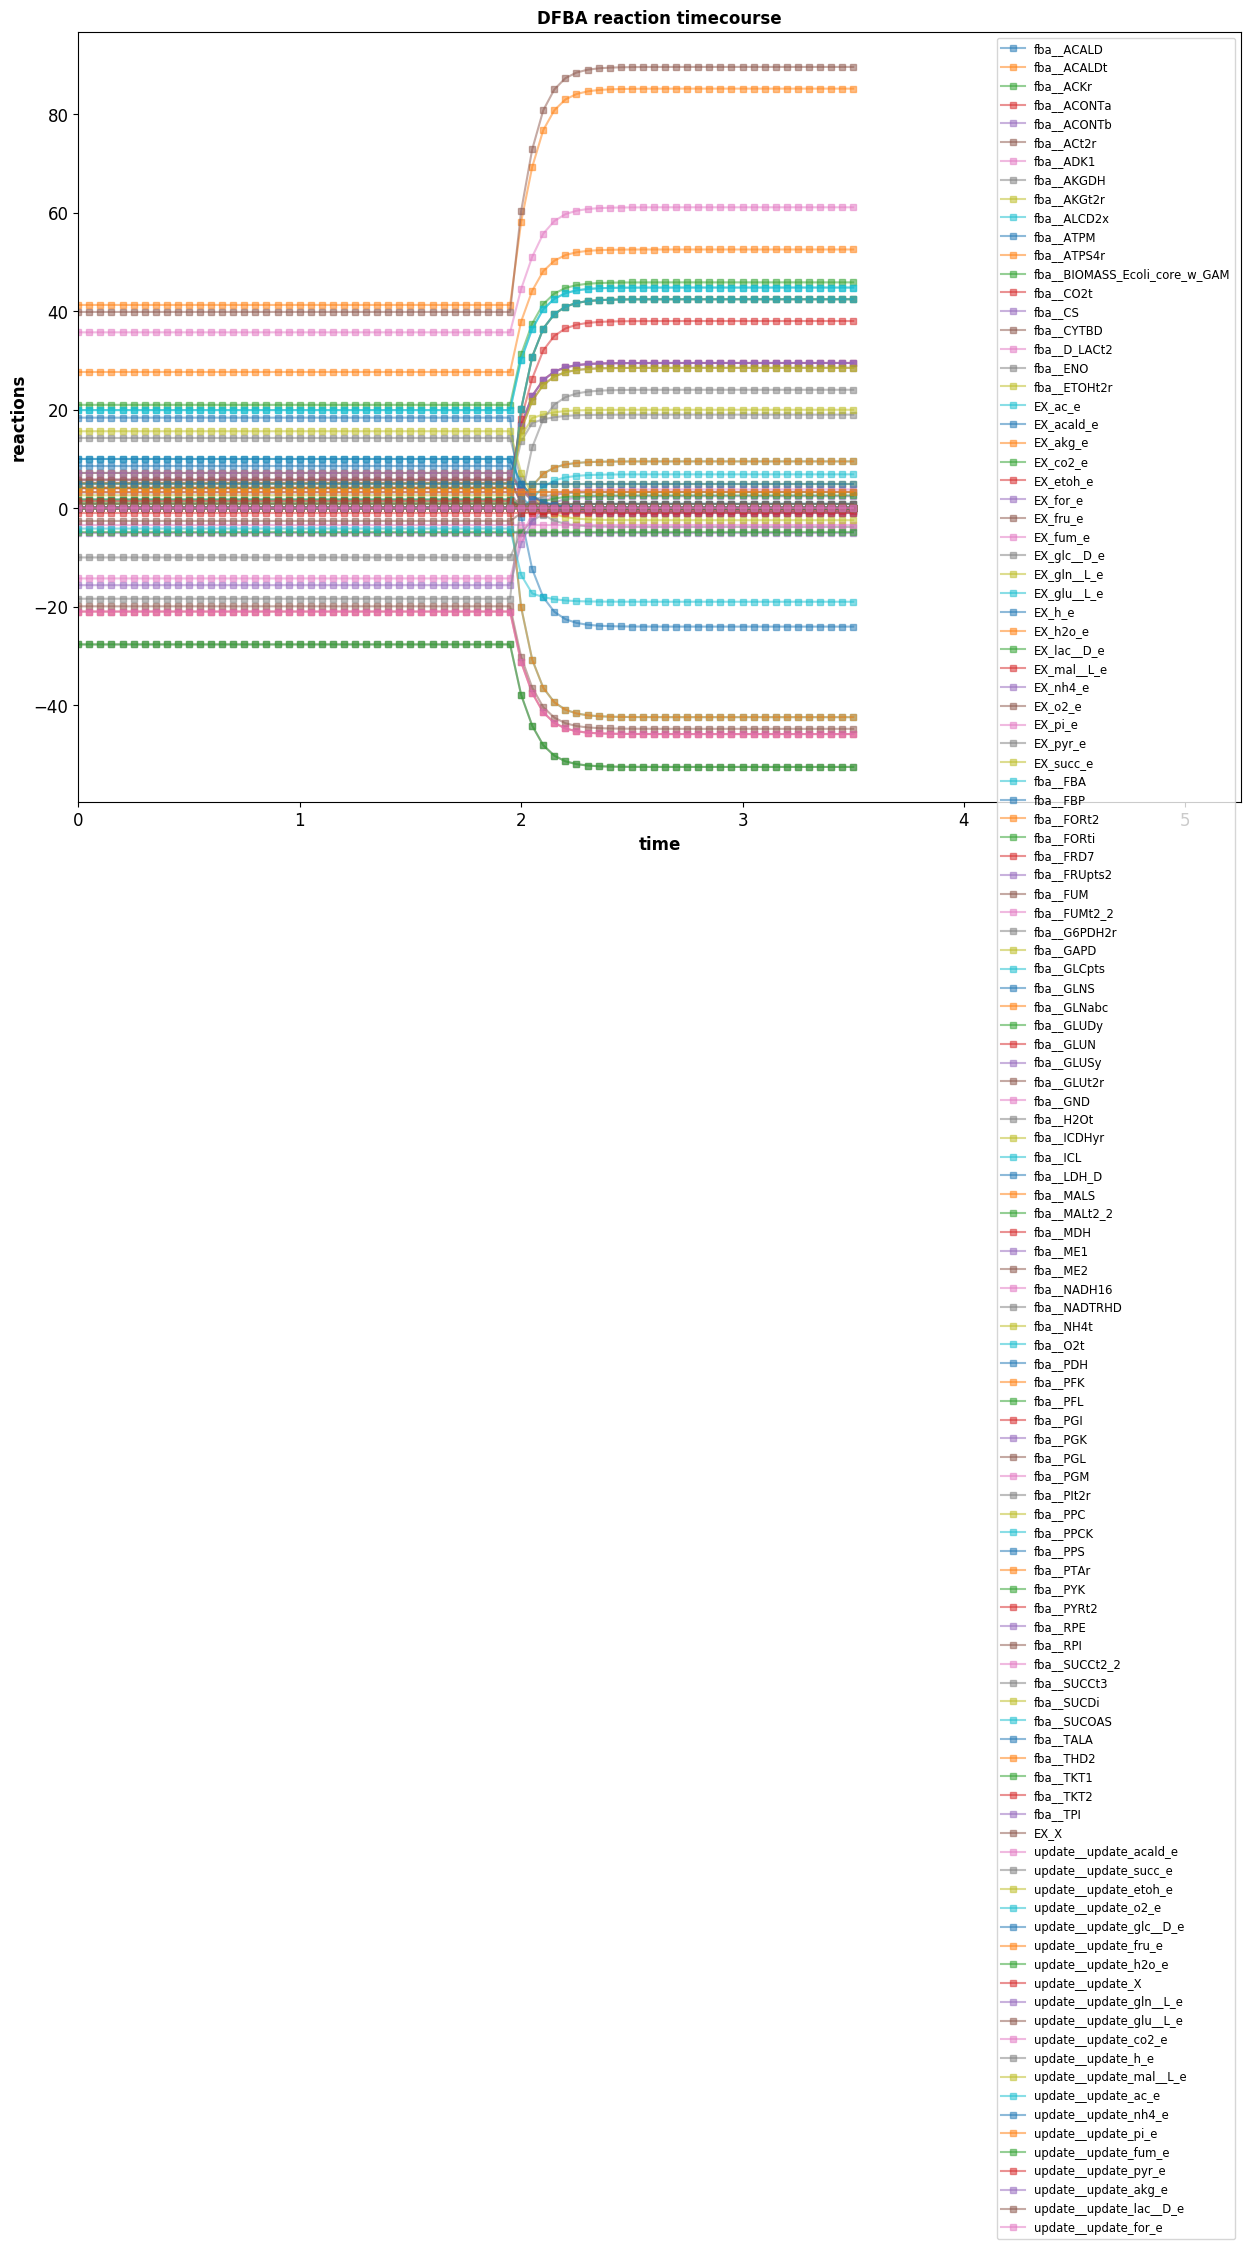 DFBA reaction timecourse
80
60
40
20
0
−20
−40
reactions
0
1
2
3
4
5
time
fba__ACALD
fba__ACALDt
fba__ACKr
fba__ACONTa
fba__ACONTb
fba__ACt2r
fba__ADK1
fba__AKGDH
fba__AKGt2r
fba__ALCD2x
fba__ATPM
fba__ATPS4r
fba__BIOMASS_Ecoli_core_w_GAM
fba__CO2t
fba__CS
fba__CYTBD
fba__D_LACt2
fba__ENO
fba__ETOHt2r
EX_ac_e
EX_acald_e
EX_akg_e
EX_co2_e
EX_etoh_e
EX_for_e
EX_fru_e
EX_fum_e
EX_glc__D_e
EX_gln__L_e
EX_glu__L_e
EX_h_e
EX_h2o_e
EX_lac__D_e
EX_mal__L_e
EX_nh4_e
EX_o2_e
EX_pi_e
EX_pyr_e
EX_succ_e
fba__FBA
fba__FBP
fba__FORt2
fba__FORti
fba__FRD7
fba__FRUpts2
fba__FUM
fba__FUMt2_2
fba__G6PDH2r
fba__GAPD
fba__GLCpts
fba__GLNS
fba__GLNabc
fba__GLUDy
fba__GLUN
fba__GLUSy
fba__GLUt2r
fba__GND
fba__H2Ot
fba__ICDHyr
fba__ICL
fba__LDH_D
fba__MALS
fba__MALt2_2
fba__MDH
fba__ME1
fba__ME2
fba__NADH16
fba__NADTRHD
fba__NH4t
fba__O2t
fba__PDH
fba__PFK
fba__PFL
fba__PGI
fba__PGK
fba__PGL
fba__PGM
fba__PIt2r
fba__PPC
fba__PPCK
fba__PPS
fba__PTAr
fba__PYK
fba__PYRt2
fba__RPE
fba__RPI
fba__SUCCt2_2
fba__SUCCt3
fba__SUCDi
fba__SUCOAS
fba__TALA
fba__THD2
fba__TKT1
fba__TKT2
fba__TPI
EX_X
update__update_acald_e
update__update_succ_e
update__update_etoh_e
update__update_o2_e
update__update_glc__D_e
update__update_fru_e
update__update_h2o_e
update__update_X
update__update_gln__L_e
update__update_glu__L_e
update__update_co2_e
update__update_h_e
update__update_mal__L_e
update__update_ac_e
update__update_nh4_e
update__update_pi_e
update__update_fum_e
update__update_pyr_e
update__update_akg_e
update__update_lac__D_e
update__update_for_e